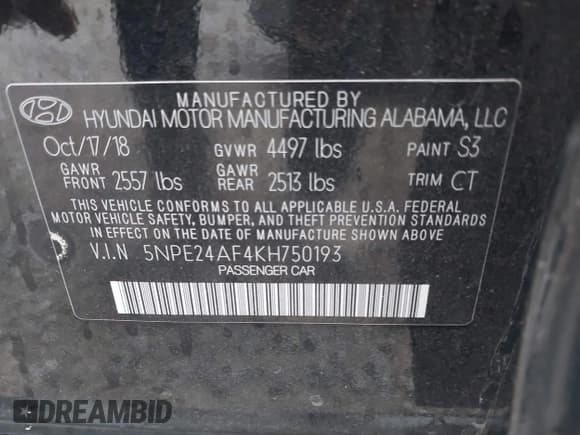 MANUFACTURED BY
HYUNDAI MOTOR MANUFACTURING ALABAMA, LLC
Oct/17/18 GVWR 4497 lbs PAINT S3
GAWR FRONT 2557 lbs GAWR REAR 2513 lbs TRIM CT
THIS VEHICLE CONFORMS TO ALL APPLICABLE U.S.A. FEDERAL
MOTOR VEHICLE SAFETY, BUMPER, AND THEFT PREVENTION STANDARDS
IN EFFECT ON THE DATE OF MANUFACTURE SHOWN ABOVE
V.I.N 5NPE24AF4KH750193
PASSENGER CAR
DREAMBID